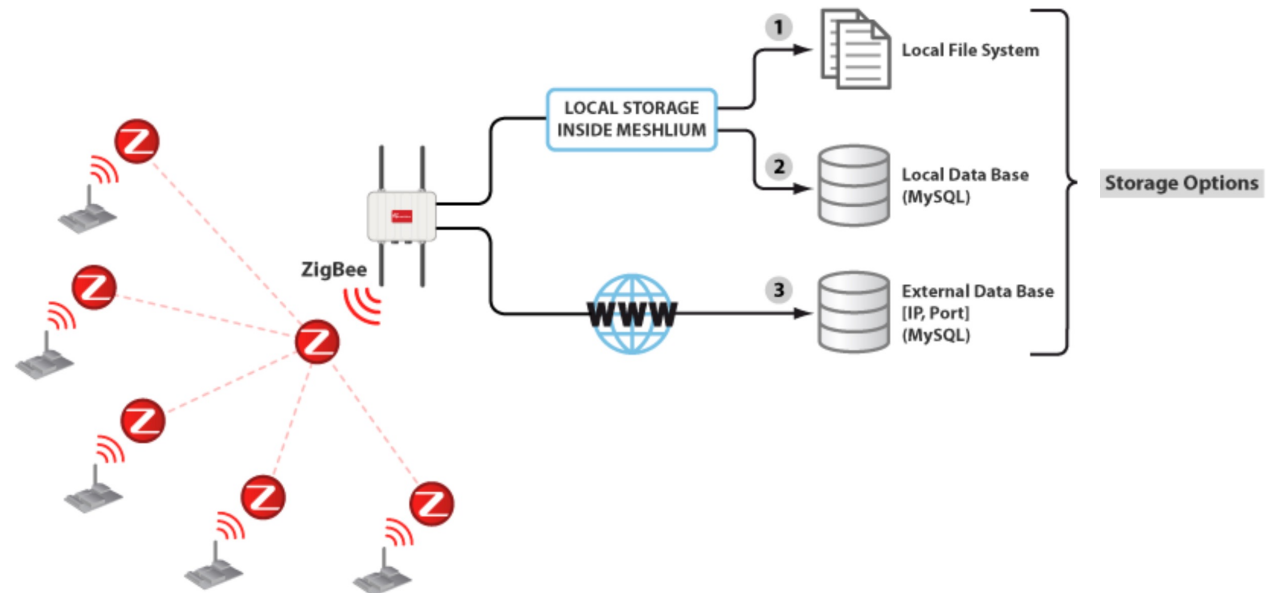 1
Local File System
LOCAL STORAGE
INSIDE MESHLIUM
2
Local Data Base
(MySQL)
Storage Options
ZigBee
WWW
3
External Data Base
[IP, Port]
(MySQL)
Z
Z
Z
Z
Z
Z